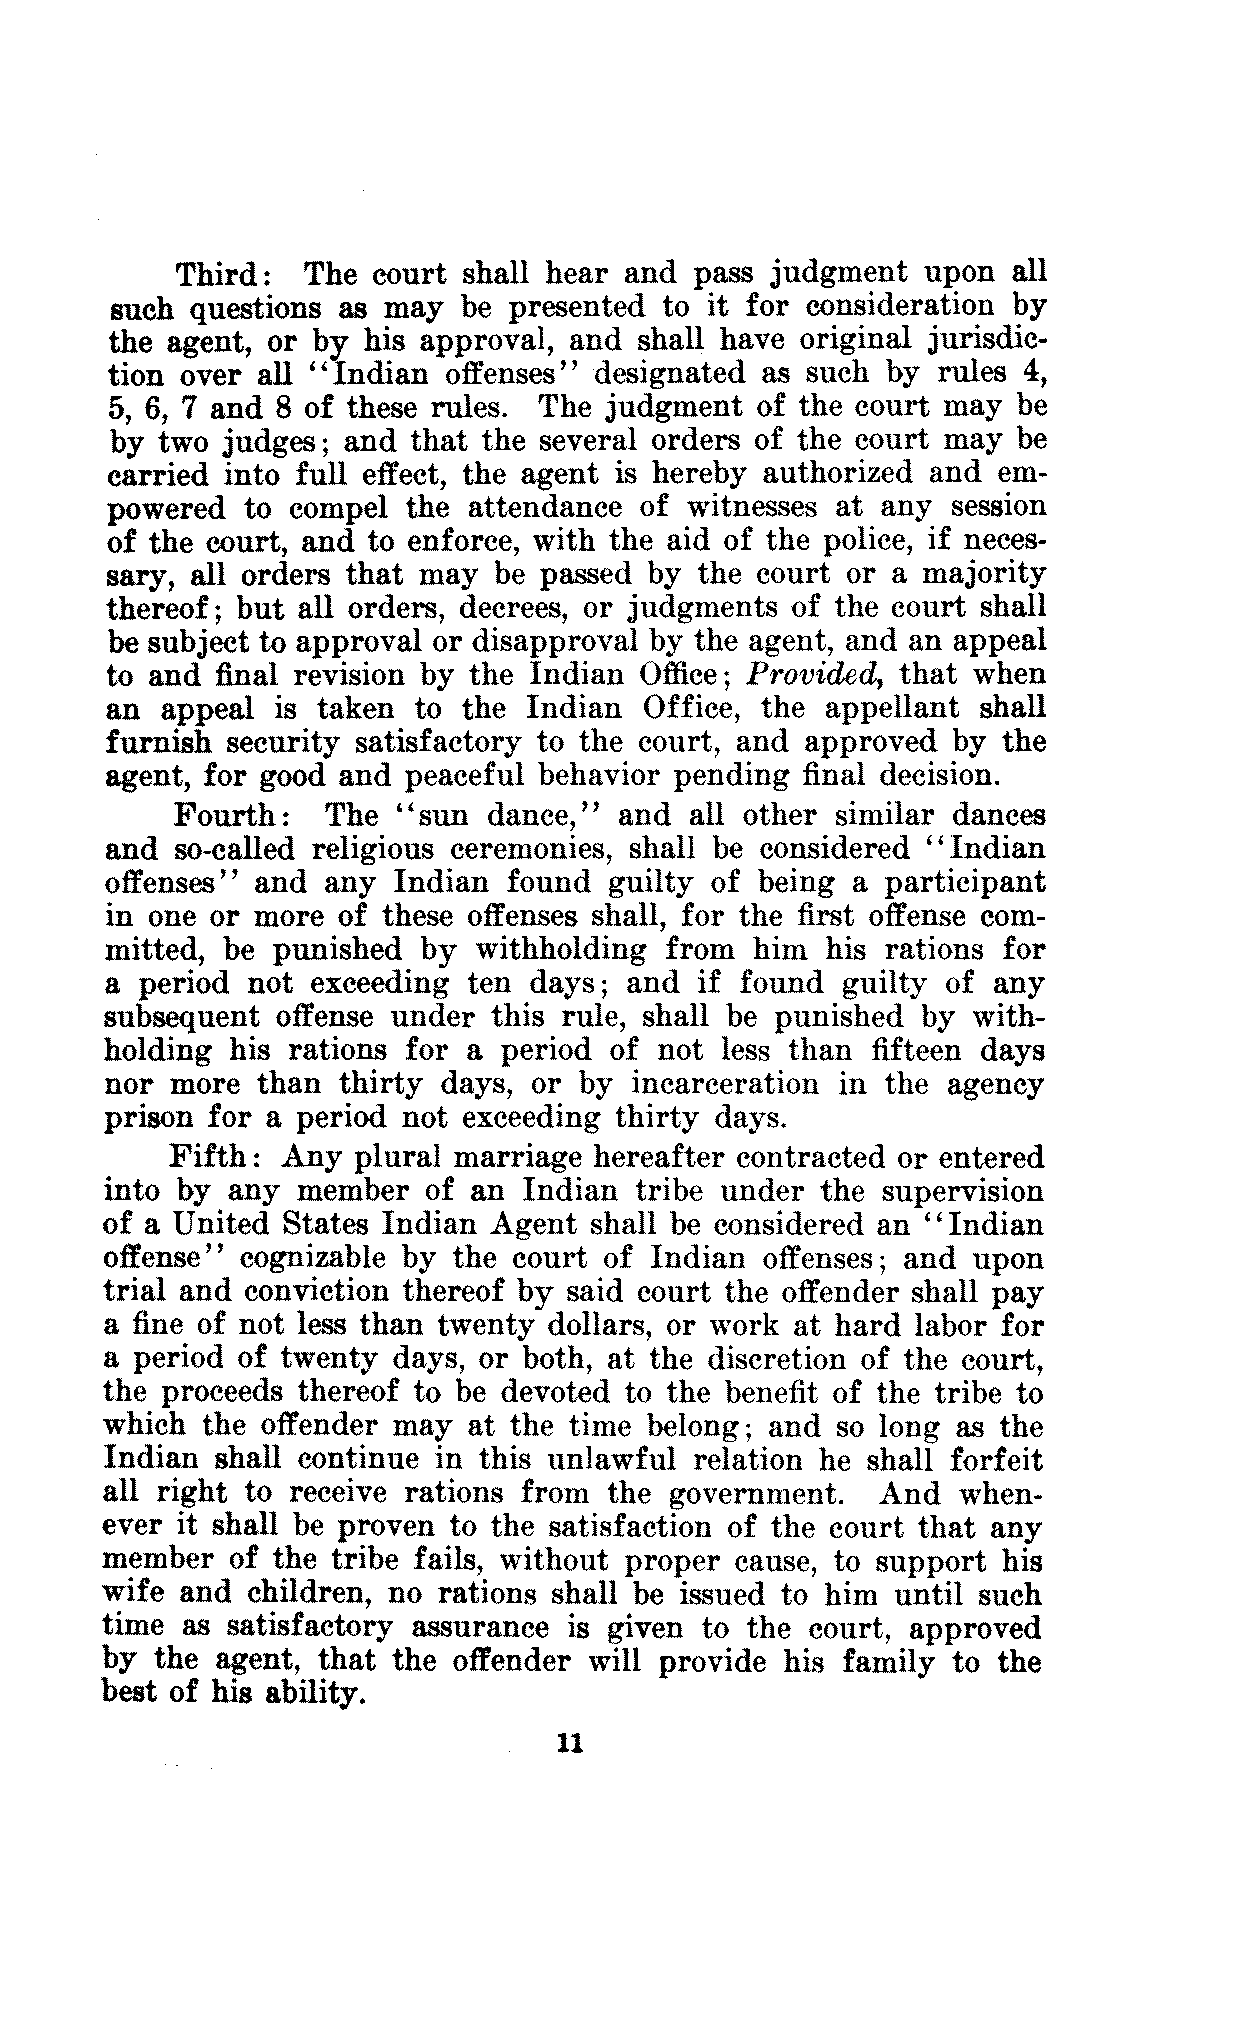 Third: The court shall hear and pass judgment upon all
such questions as may be presented to it for consideration by
the agent, or by his approval, and shall have original jurisdic-
tion over all "Indian offenses" designated as such by rules 4,
5, 6, 7 and 8 of these rules. The judgment of the court may be
by two judges; and that the several orders of the court may be
carried into full effect, the agent is hereby authorized and em-
powered to compel the attendance of witnesses at any session
of the court, and to enforce, with the aid of the police, if neces-
sary, all orders that may be passed by the court or a majority
thereof; but all orders, decrees, or judgments of the court shall
be subject to approval or disapproval by the agent, and an appeal
to and final revision by the Indian Office; Provided, that when
an appeal is taken to the Indian Office, the appellant shall
furnish security satisfactory to the court, and approved by the
agent, for good and peaceful behavior pending final decision.
Fourth: The "sun dance," and all other similar dances
and so-called religious ceremonies, shall be considered "Indian
offenses" and any Indian found guilty of being a participant
in one or more of these offenses shall, for the first offense com-
mitted, be punished by withholding from him his rations for
a period not exceeding ten days; and if found guilty of any
subsequent offense under this rule, shall be punished by with-
holding his rations for a period of not less than fifteen days
nor more than thirty days, or by incarceration in the agency
prison for a period not exceeding thirty days.
Fifth: Any plural marriage hereafter contracted or entered
into by any member of an Indian tribe under the supervision
of a United States Indian Agent shall be considered an "Indian
offense" cognizable by the court of Indian offenses; and upon
trial and conviction thereof by said court the offender shall pay
a fine of not less than twenty dollars, or work at hard labor for
a period of twenty days, or both, at the discretion of the court,
the proceeds thereof to be devoted to the benefit of the tribe to
which the offender may at the time belong; and so long as the
Indian shall continue in this unlawful relation he shall forfeit
all right to receive rations from the government. And when-
ever it shall be proven to the satisfaction of the court that any
member of the tribe fails, without proper cause, to support his
wife and children, no rations shall be issued to him until such
time as satisfactory assurance is given to the court, approved
by the agent, that the offender will provide his family to the
best of his ability.
11